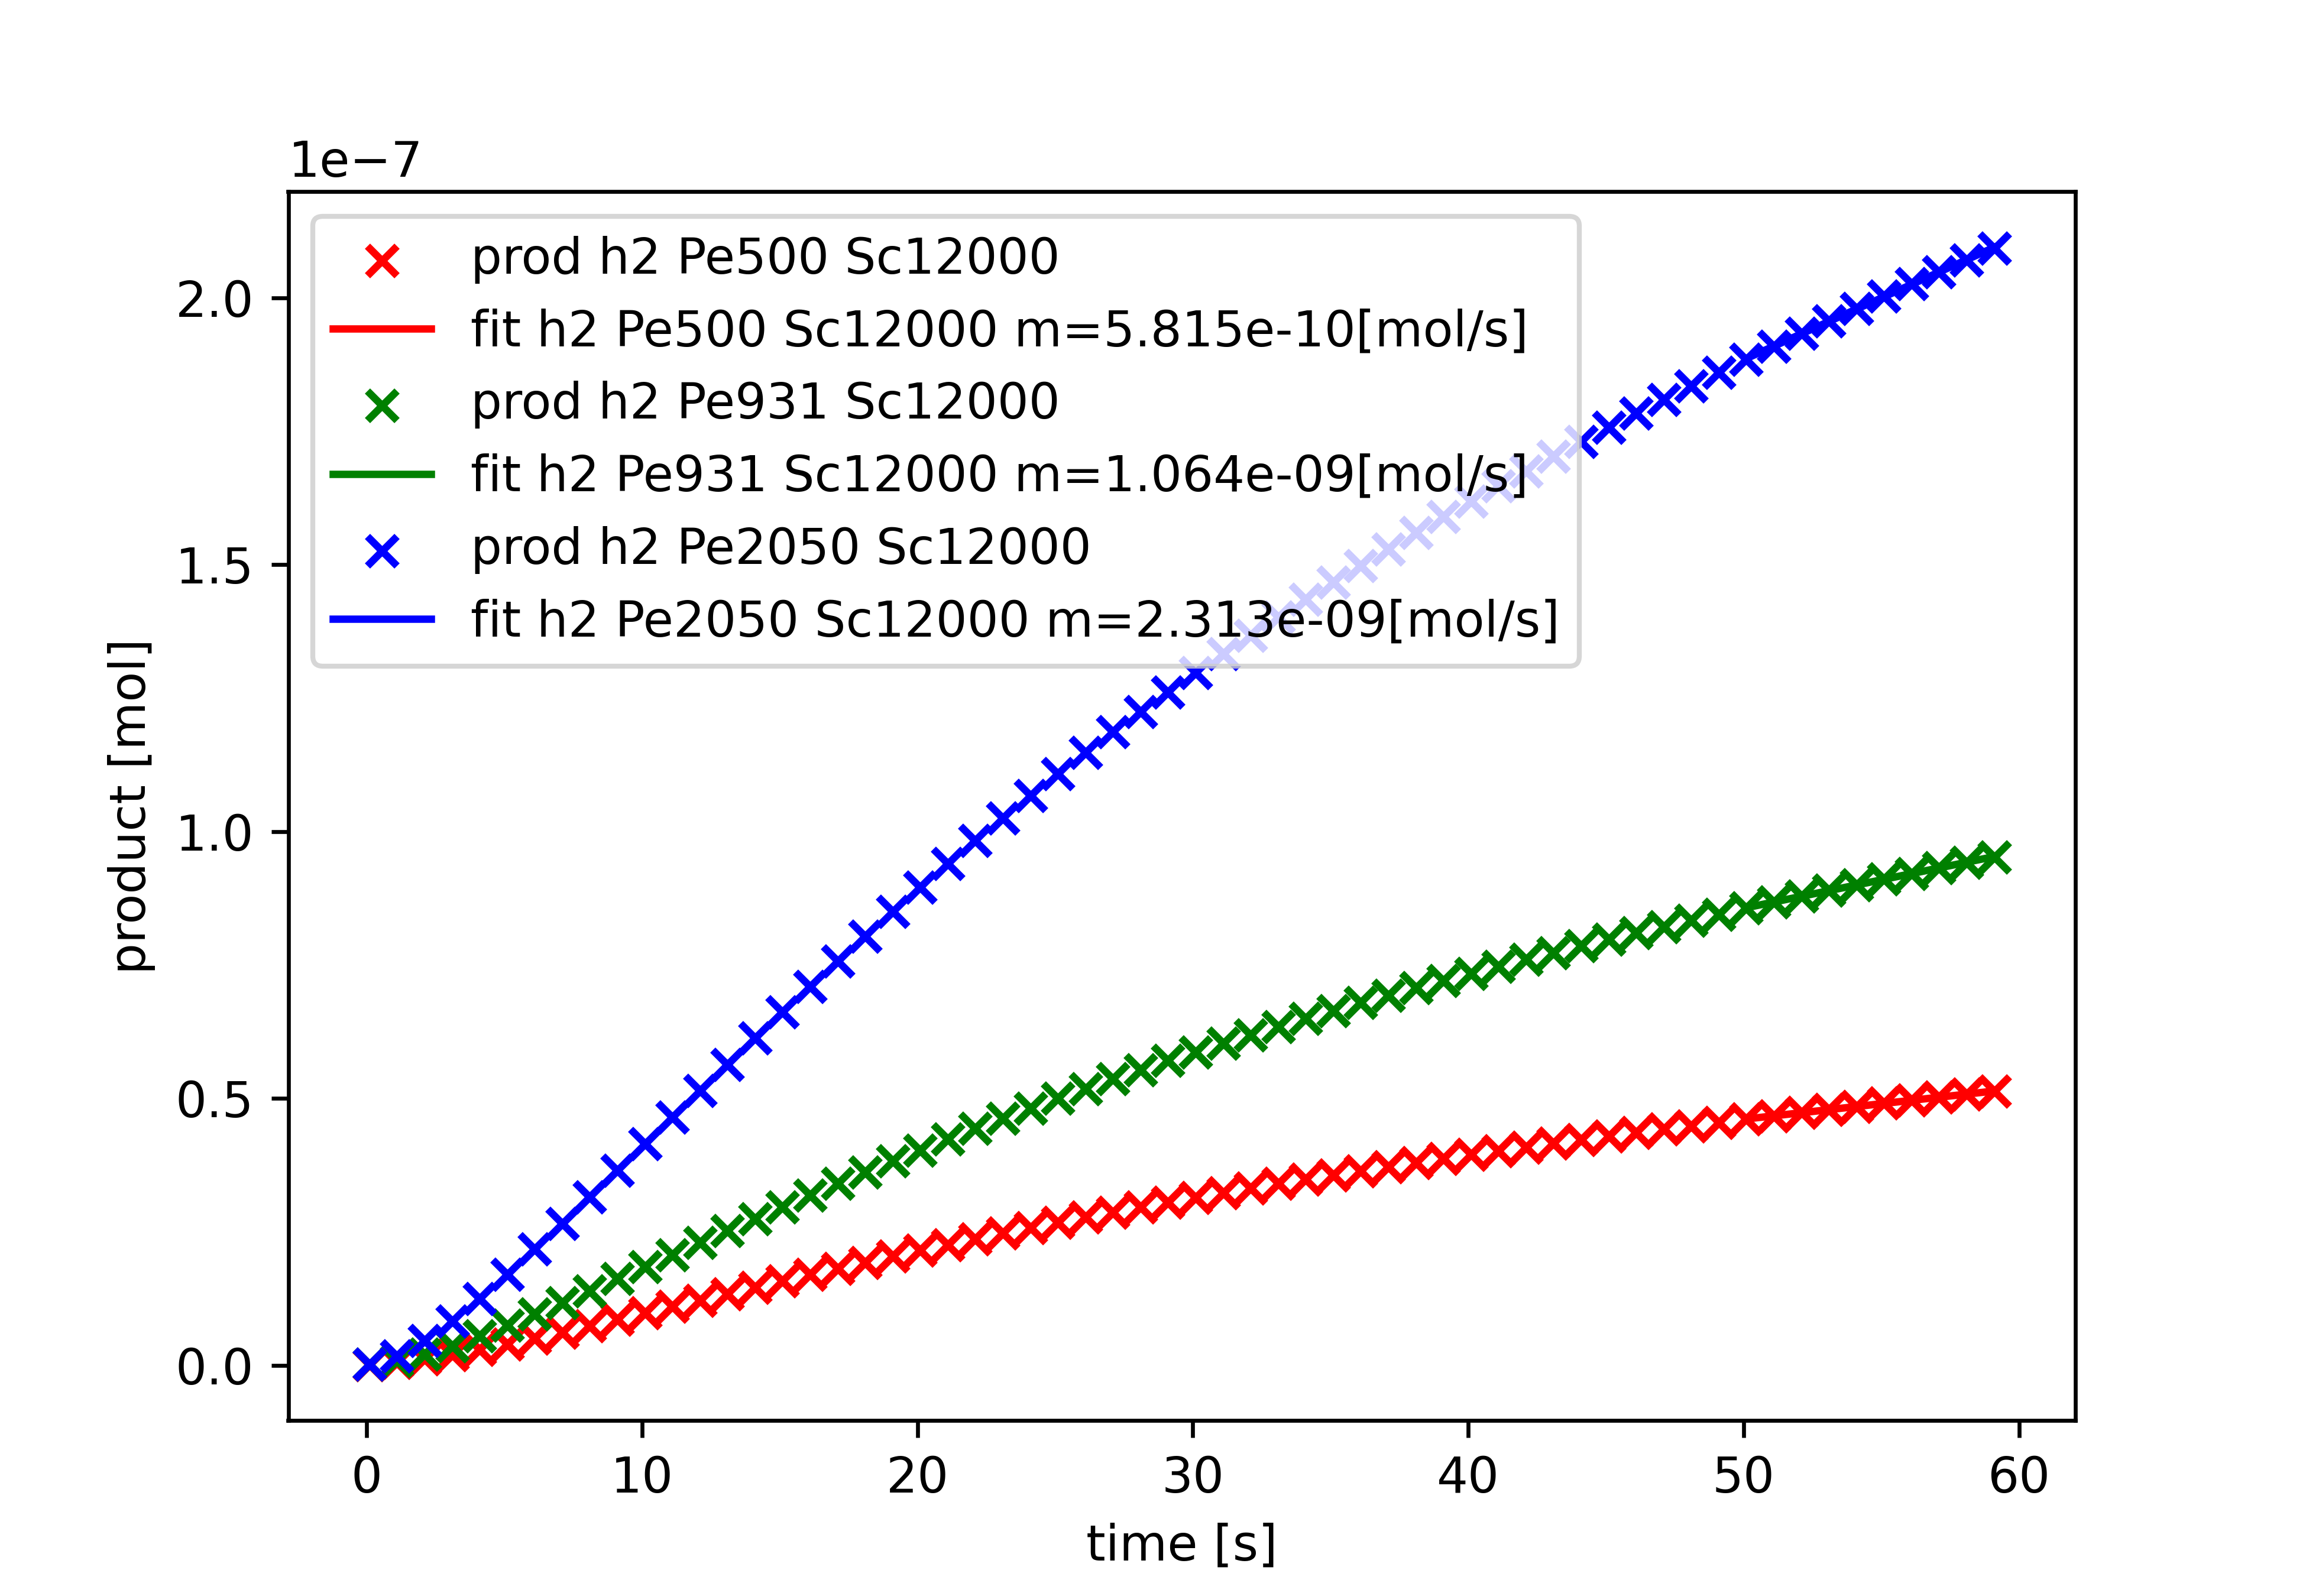 1e−7
prod h2 Pe500 Sc12000
fit h2 Pe500 Sc12000 m=5.815e-10[mol/s]
prod h2 Pe931 Sc12000
fit h2 Pe931 Sc12000 m=1.064e-09[mol/s]
prod h2 Pe2050 Sc12000
fit h2 Pe2050 Sc12000 m=2.313e-09[mol/s]
2.0
1.5
1.0
0.5
0.0
product [mol]
0 10 20 30 40 50 60
time [s]